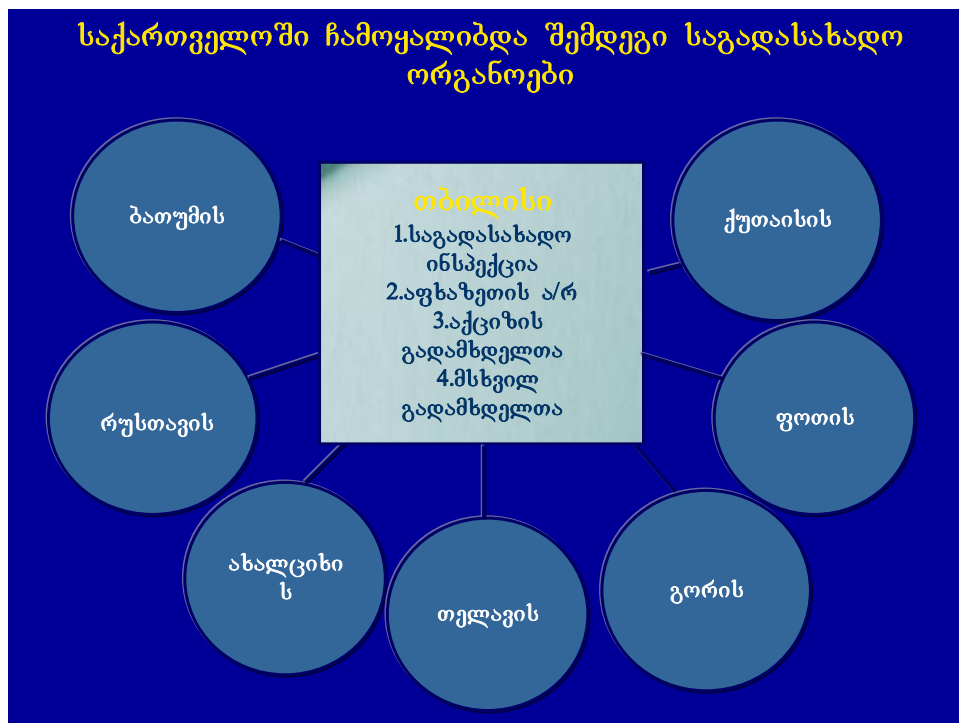 საქართველოში ჩამოყალიბდა შემდეგი საგადასახადო
ორგანოები
ბათუმის
თბილისი
1.საგადასახადო
ინსპექცია
2.აფხაზეთის ა/რ
3.აქციზის
გადამხდელთა
4.მსხვილ
გადამხდელთა
ქუთაისის
რუსთავის
ფოთის
ახალციხი
ს
თელავის
გორის